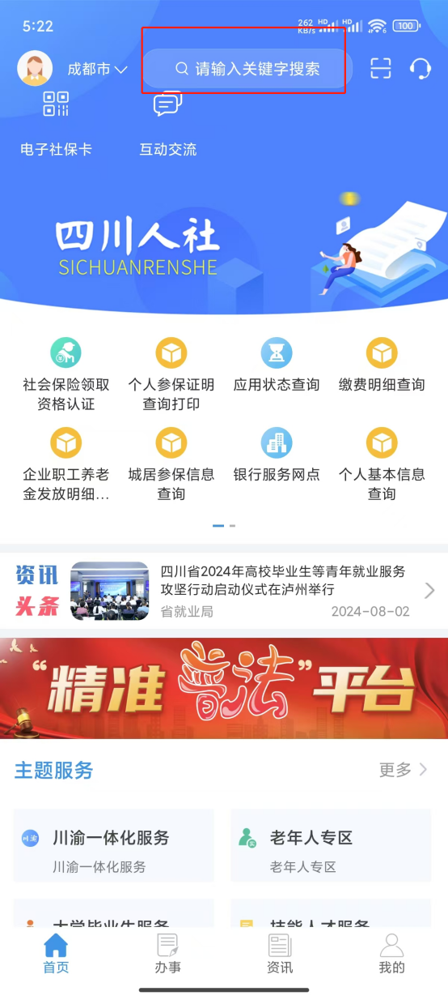 5:22
262 KB/s HD HD 6 100
成都市
请输入关键字搜索
电子社保卡
互动交流
四川人社
SICHUANRENSHE
社会保险领取
资格认证
个人参保证明
查询打印
应用状态查询
缴费明细查询
企业职工养老
金发放明细...
城居参保信息
查询
银行服务网点
个人基本信息
查询
资讯
头条
四川省2024年高校毕业生等青年就业服务
攻坚行动启动仪式在泸州举行
省就业局
2024-08-02
“精准普法”平台
主题服务
更多
川渝
川渝一体化服务
川渝一体化服务
老年人专区
老年人专区
大学毕业生服务
技能人才服务
首页
办事
资讯
我的